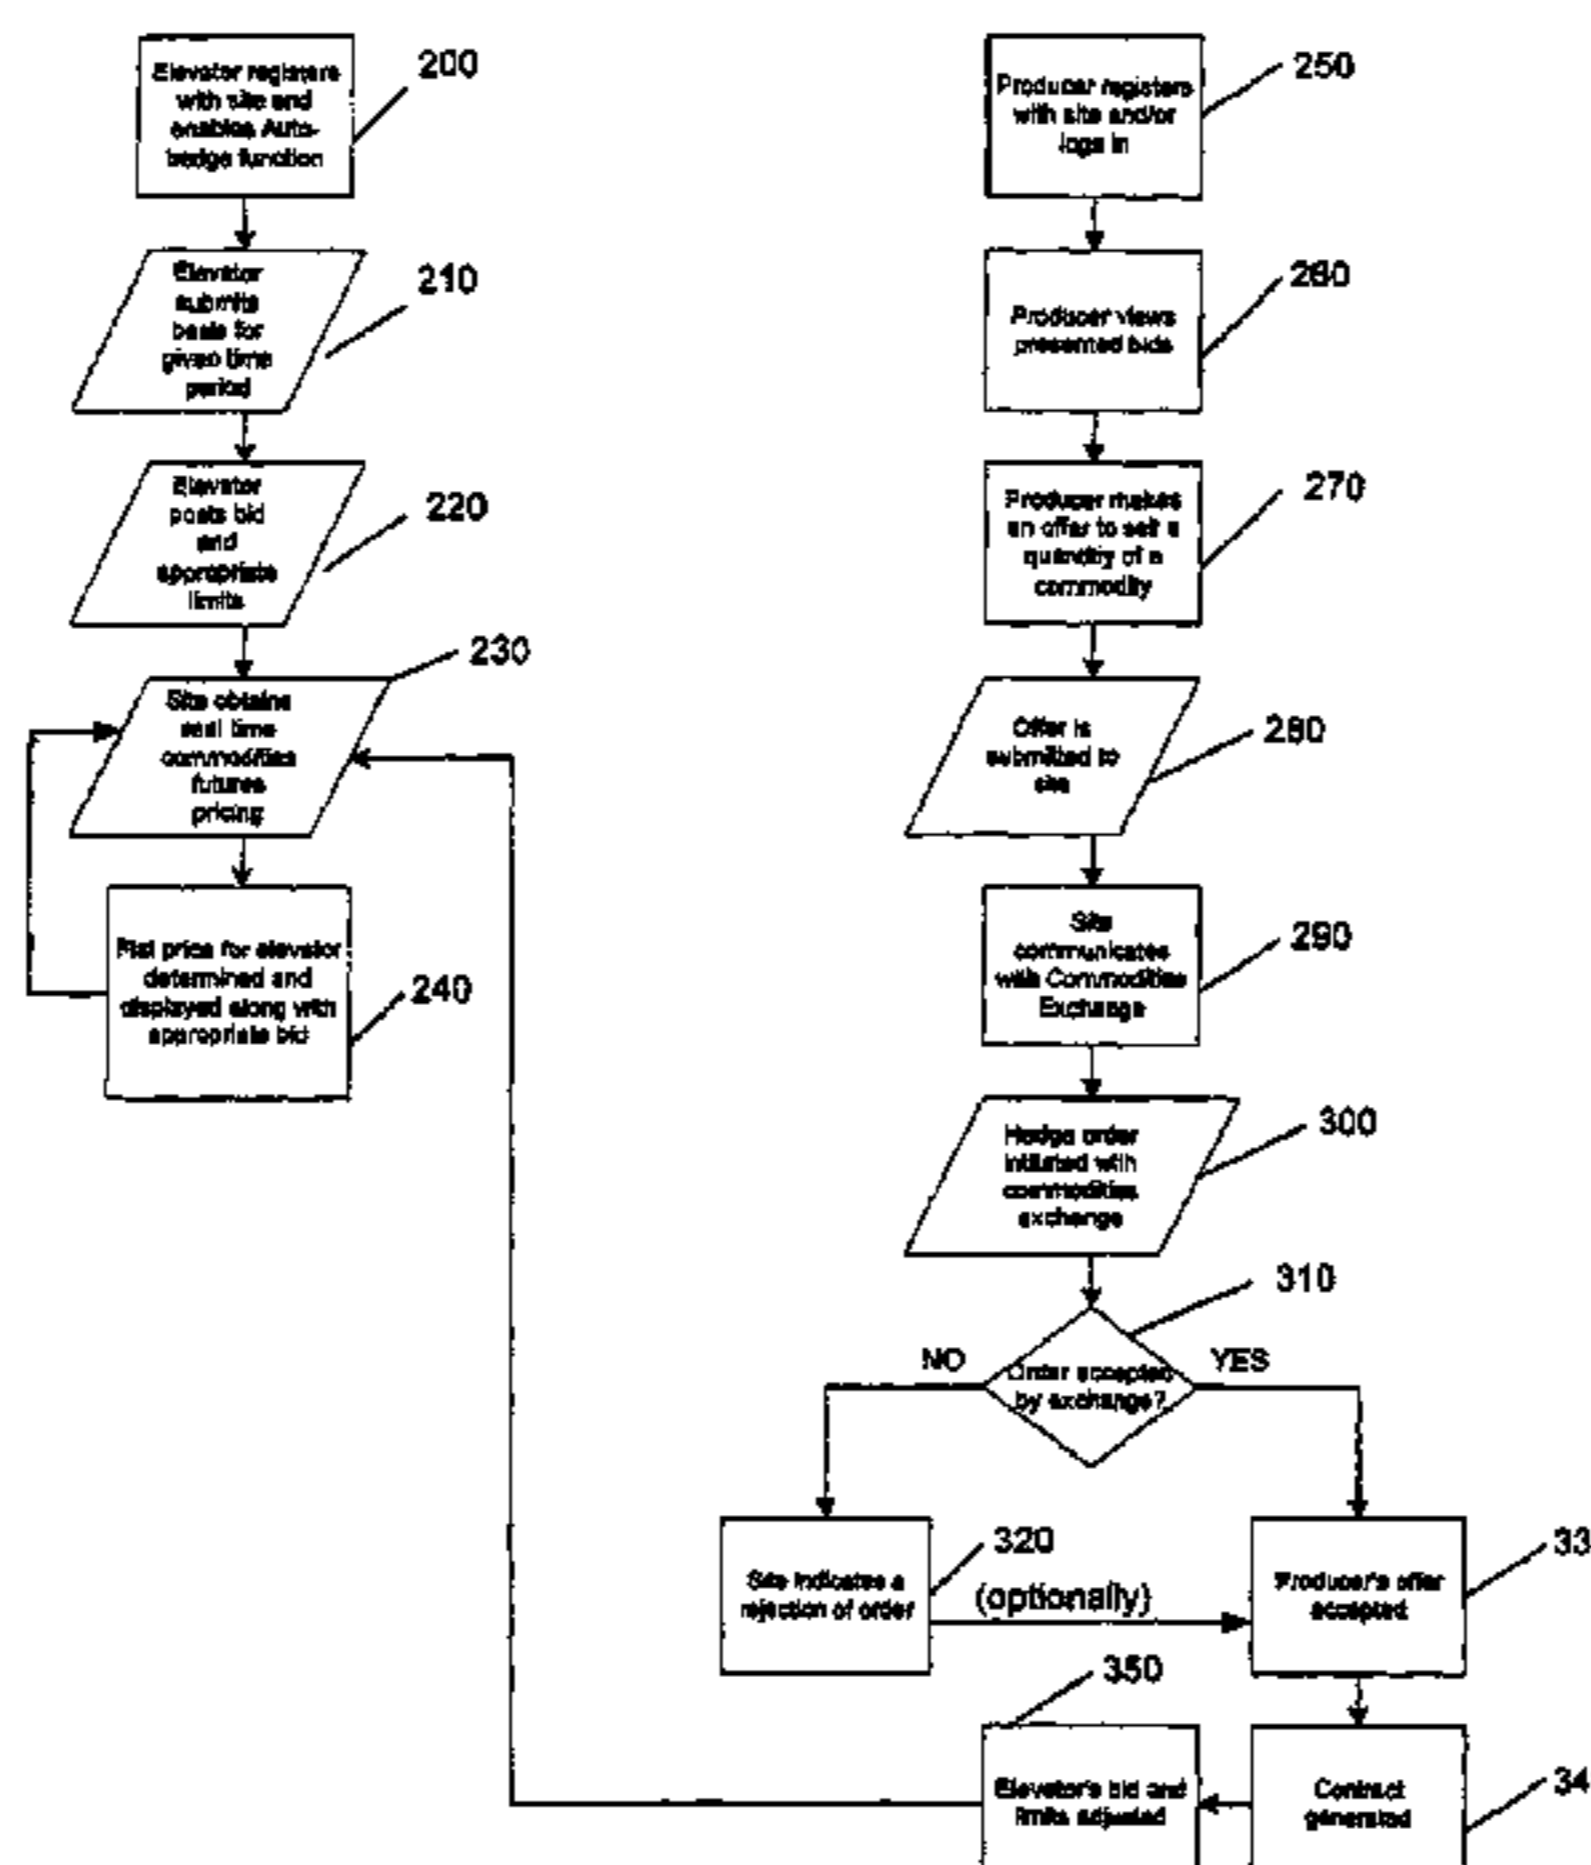 Elevator registers
with site and
enables Auto-
hedge function
200
Elevator
submits
basis for
given time
period
210
Elevator
posts bid
and
appropriate
limits
220
Site obtains
real time
commodities
futures
pricing
230
Flat price for elevator
determined and
displayed along with
appropriate bid
240
Producer registers
with site and/or
logs in
250
Producer views
presented bids
260
Producer makes
an offer to sell a
quantity of a
commodity
270
Offer is
submitted to
site
280
Site
communicates
with Commodities
Exchange
290
Hedge order
initiated with
commodities
exchange
300
310
NO
Order accepted
by exchange?
YES
Site indicates a
rejection of order
320
(optionally)
Producer's offer
accepted
33
350
Elevator's bid and
limits adjusted
Contract
generated
34